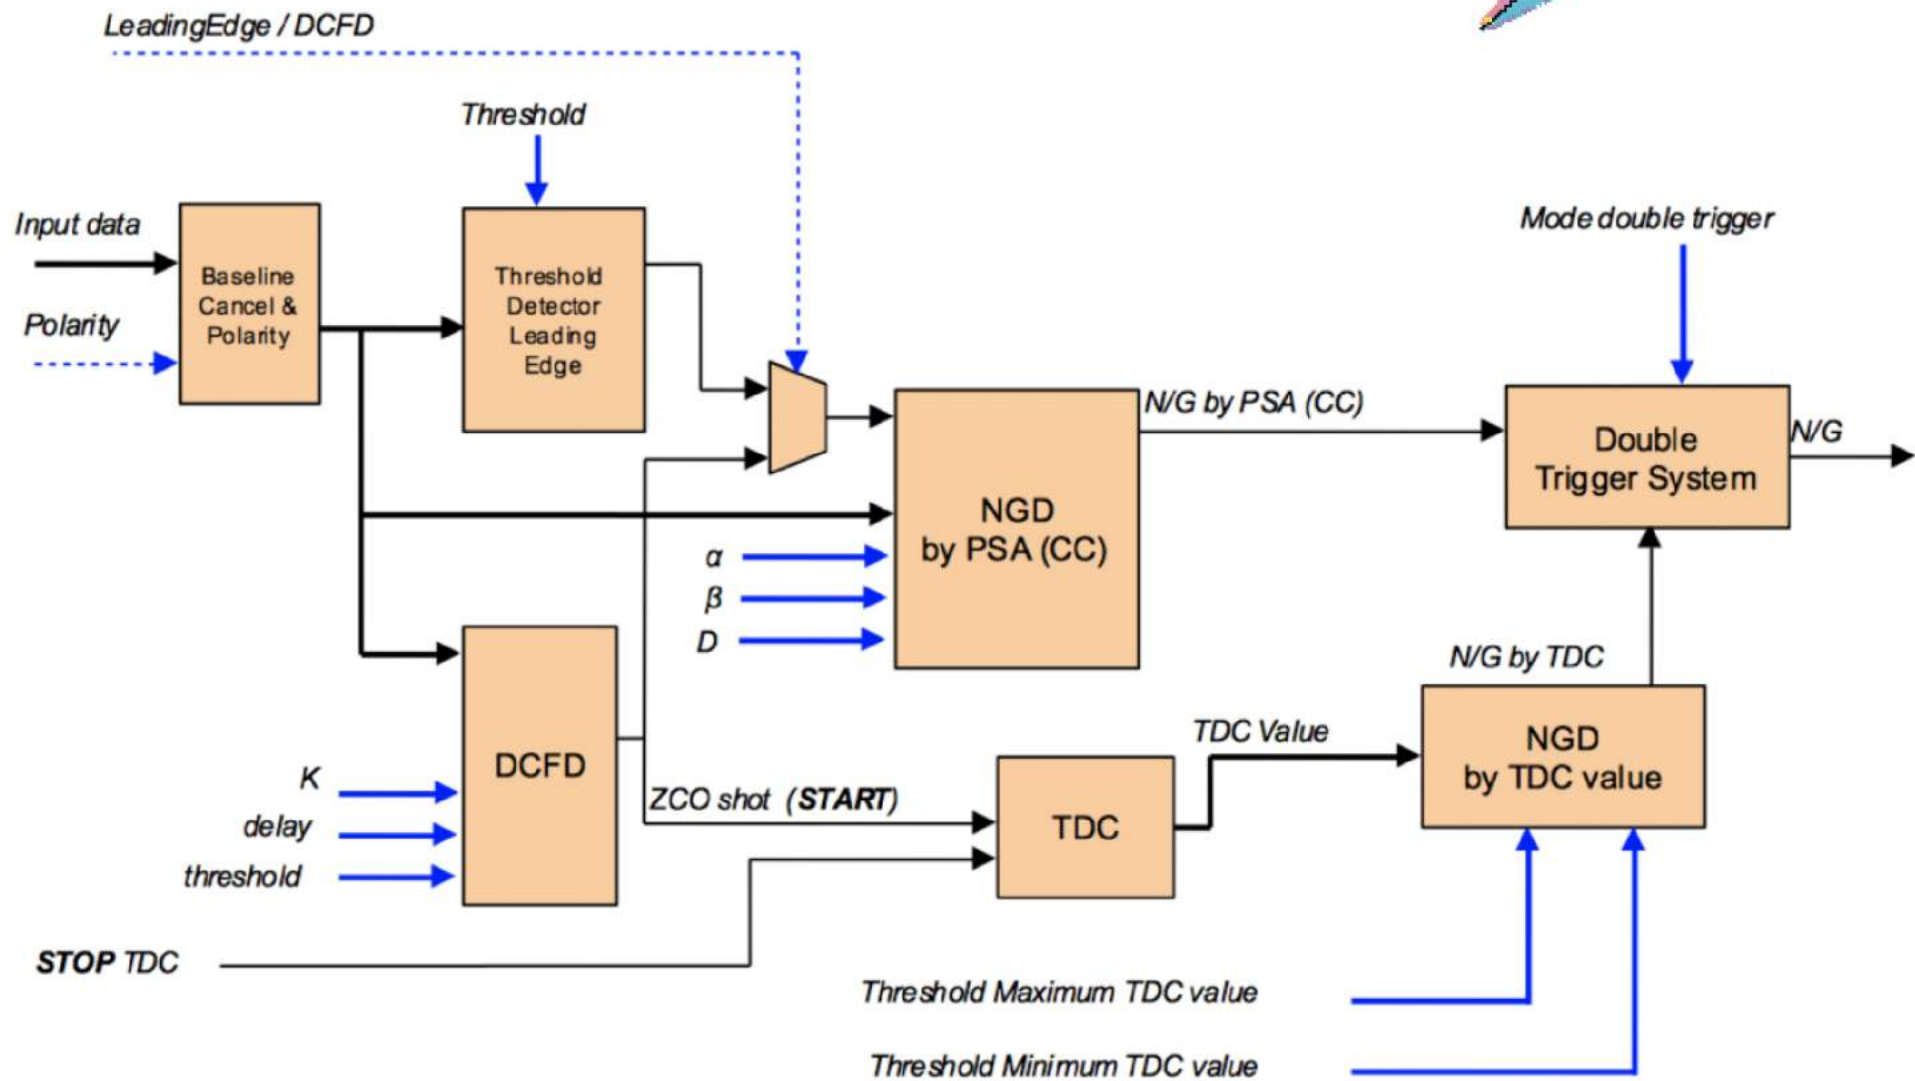 LeadingEdge / DCFD
Threshold
Input data
Polarity
Baseline
Cancel &
Polarity
Threshold
Detector
Leading
Edge
Mode double trigger
N/G by PSA (CC)
Double
Trigger System
N/G
NGD
by PSA (CC)
α
β
D
N/G by TDC
DCFD
K
delay
threshold
ZCO shot (START)
TDC
TDC Value
NGD
by TDC value
STOP TDC
Threshold Maximum TDC value
Threshold Minimum TDC value